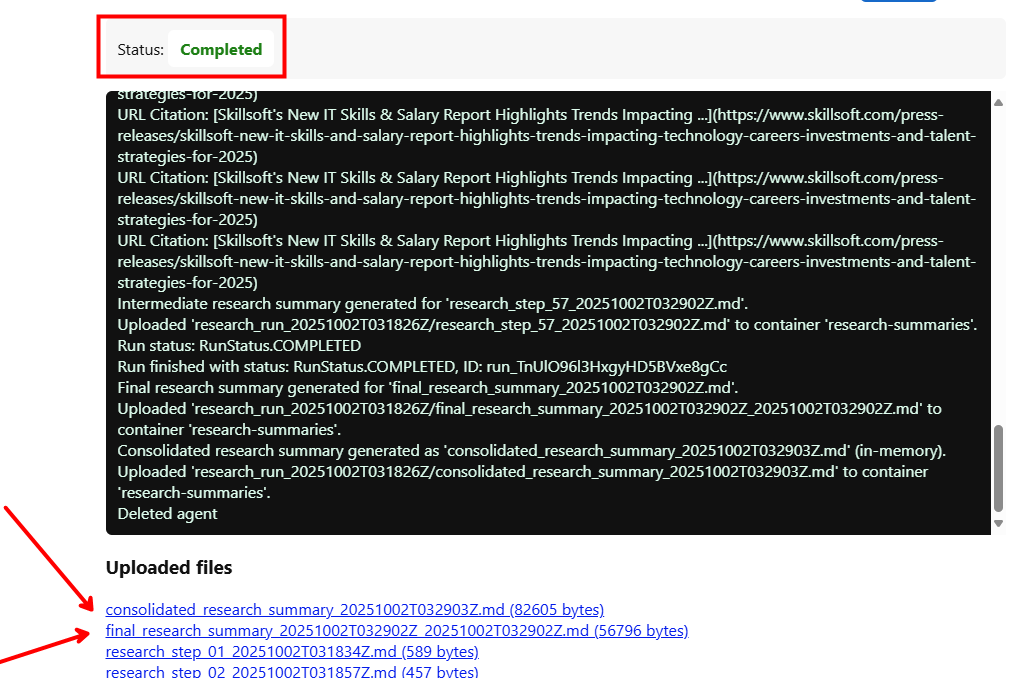 Status: Completed
strategies-for-2025)
URL Citation: [Skillsoft's New IT Skills & Salary Report Highlights Trends Impacting ...](https://www.skillsoft.com/press-
releases/skillsoft-new-it-skills-and-salary-report-highlights-trends-impacting-technology-careers-investments-and-talent-
strategies-for-2025)
URL Citation: [Skillsoft's New IT Skills & Salary Report Highlights Trends Impacting ...](https://www.skillsoft.com/press-
releases/skillsoft-new-it-skills-and-salary-report-highlights-trends-impacting-technology-careers-investments-and-talent-
strategies-for-2025)
URL Citation: [Skillsoft's New IT Skills & Salary Report Highlights Trends Impacting ...](https://www.skillsoft.com/press-
releases/skillsoft-new-it-skills-and-salary-report-highlights-trends-impacting-technology-careers-investments-and-talent-
strategies-for-2025)
Intermediate research summary generated for 'research_step_57_20251002T032902Z.md'.
Uploaded 'research_run_20251002T031826Z/research_step_57_20251002T032902Z.md' to container 'research-summaries'.
Run status: RunStatus.COMPLETED
Run finished with status: RunStatus.COMPLETED, ID: run_TnUlO96l3HxgyHD5BVxe8gCc
Final research summary generated for 'final_research_summary_20251002T032902Z.md'.
Uploaded 'research_run_20251002T031826Z/final_research_summary_20251002T032902Z_20251002T032902Z.md' to
container 'research-summaries'.
Consolidated research summary generated as 'consolidated_research_summary_20251002T032903Z.md' (in-memory).
Uploaded 'research_run_20251002T031826Z/consolidated_research_summary_20251002T032903Z.md' to container
'research-summaries'.
Deleted agent
Uploaded files
consolidated_research_summary_20251002T032903Z.md (82605 bytes)
final_research_summary_20251002T032902Z_20251002T032902Z.md (56796 bytes)
research_step_01_20251002T031834Z.md (589 bytes)
research_step_02_20251002T031857Z.md (457 bytes)